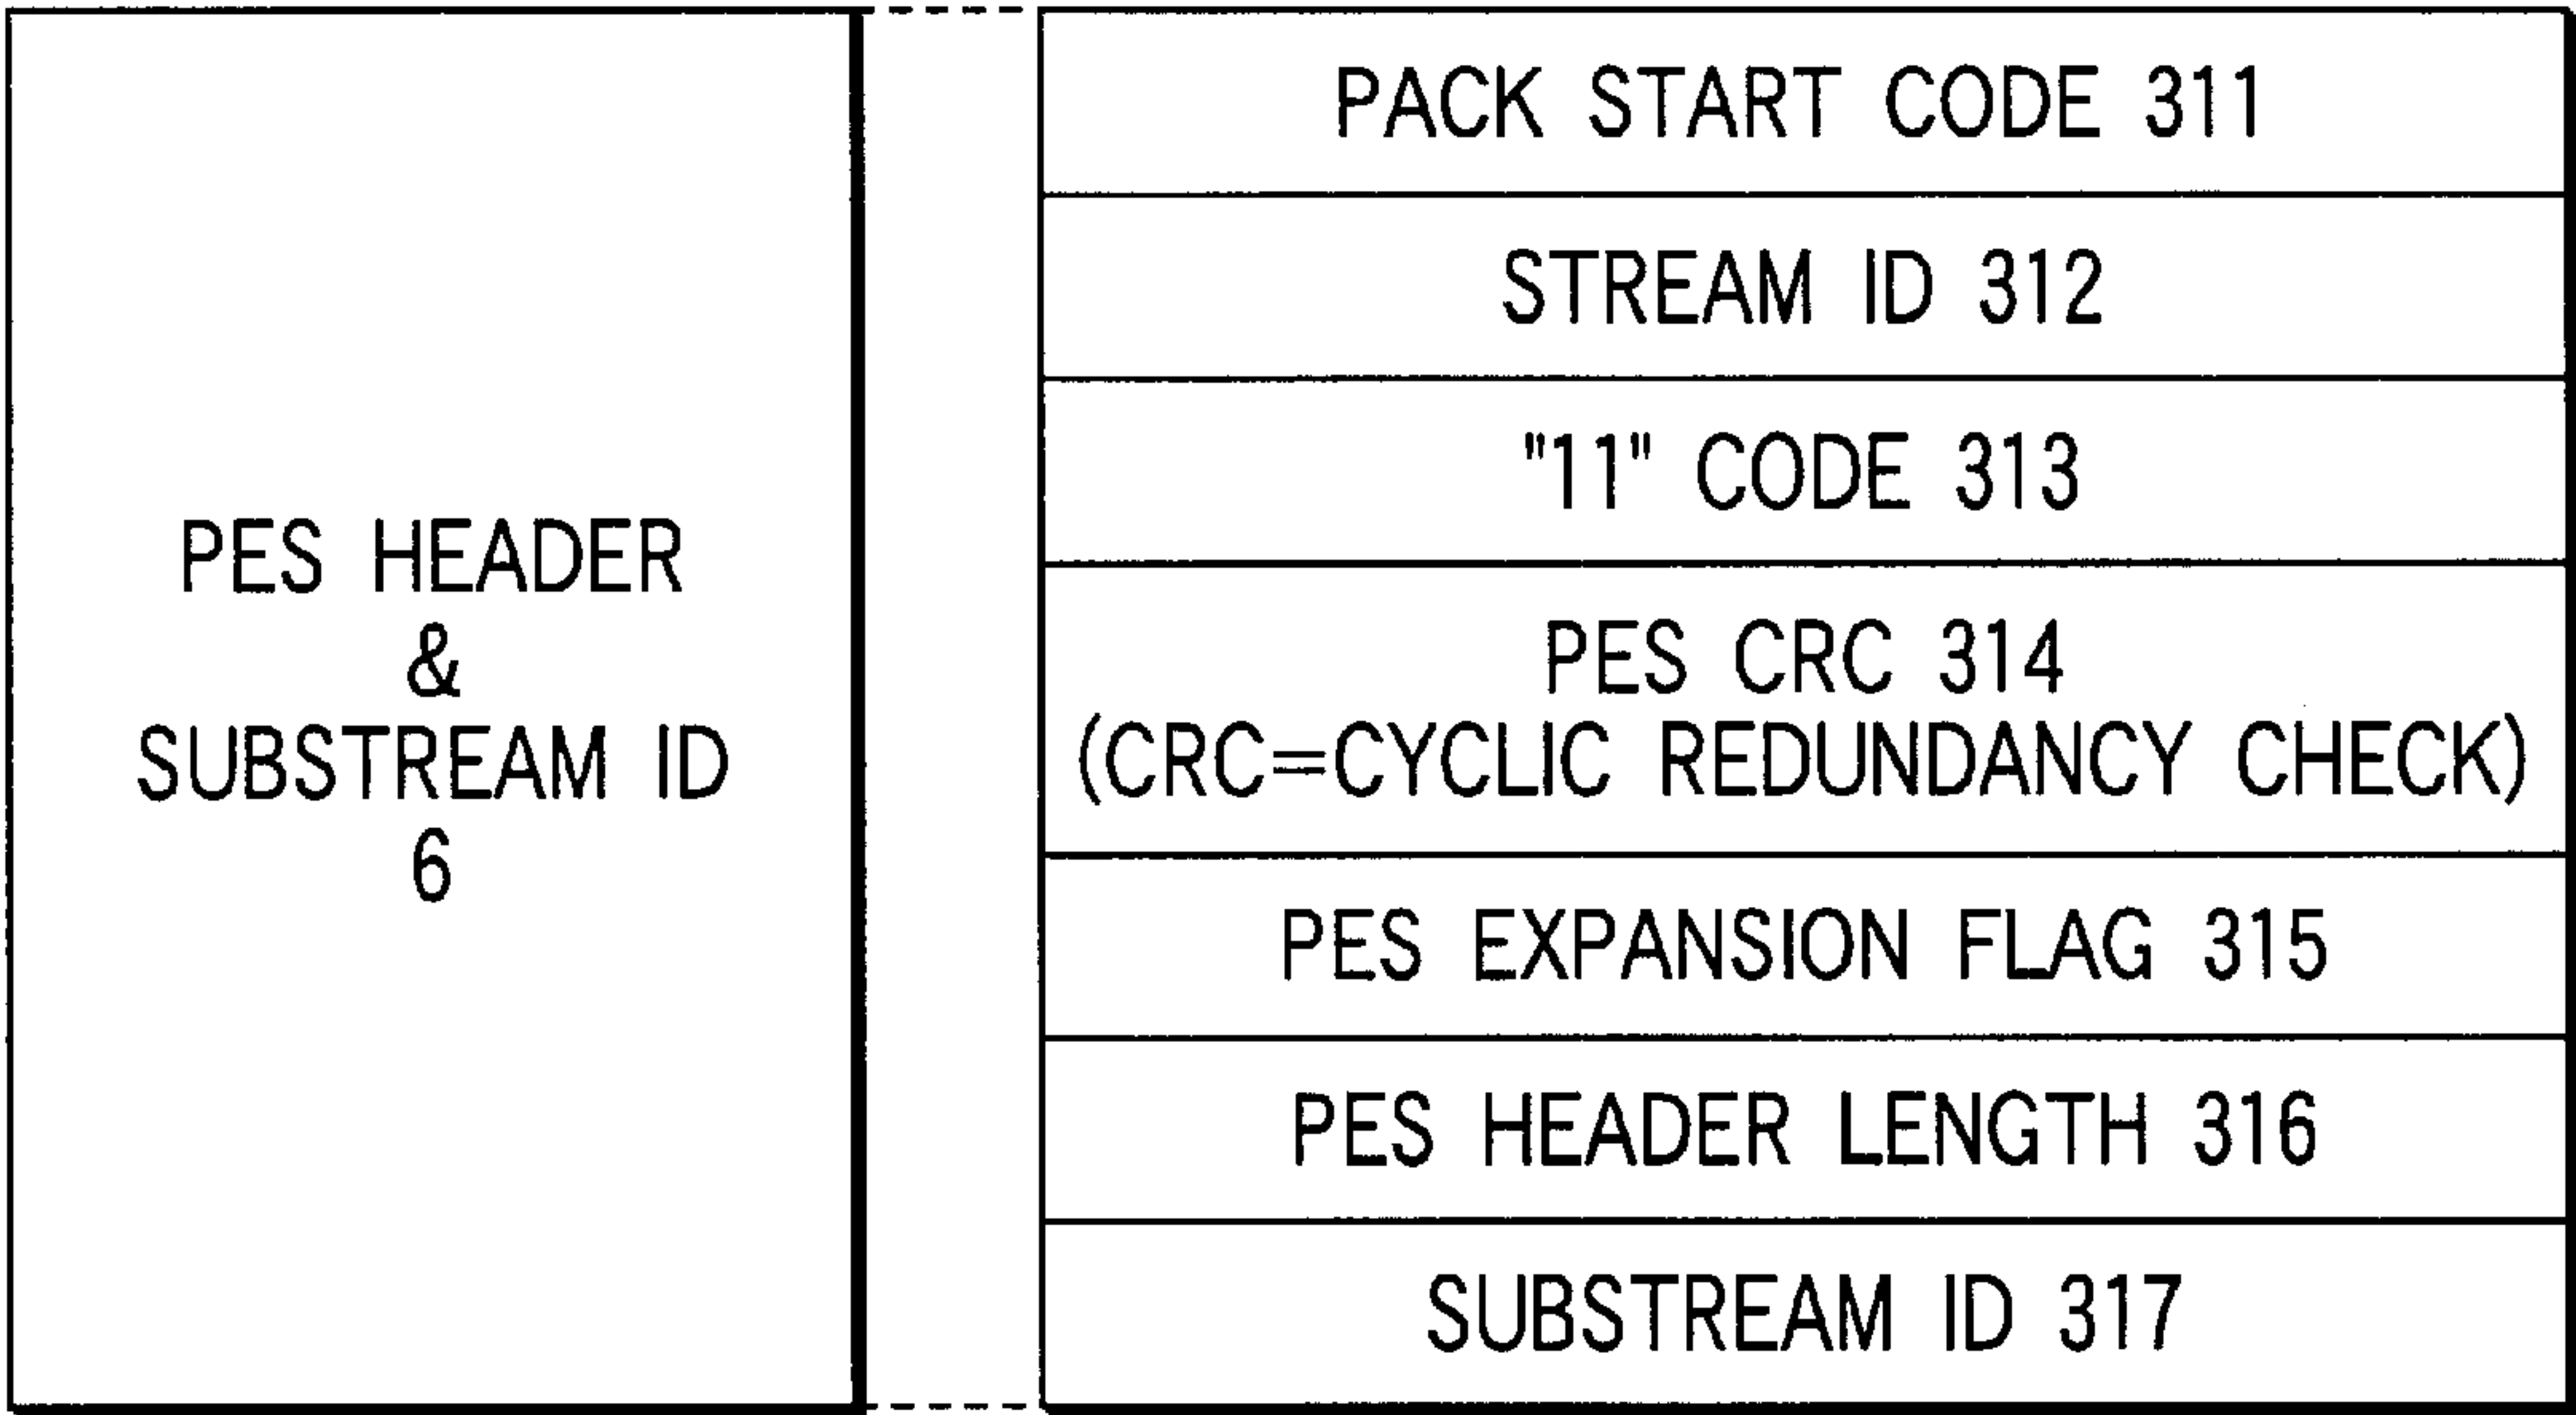 PES HEADER
&
SUBSTREAM ID
6
PACK START CODE 311
STREAM ID 312
"11" CODE 313
PES CRC 314
(CRC=CYCLIC REDUNDANCY CHECK)
PES EXPANSION FLAG 315
PES HEADER LENGTH 316
SUBSTREAM ID 317